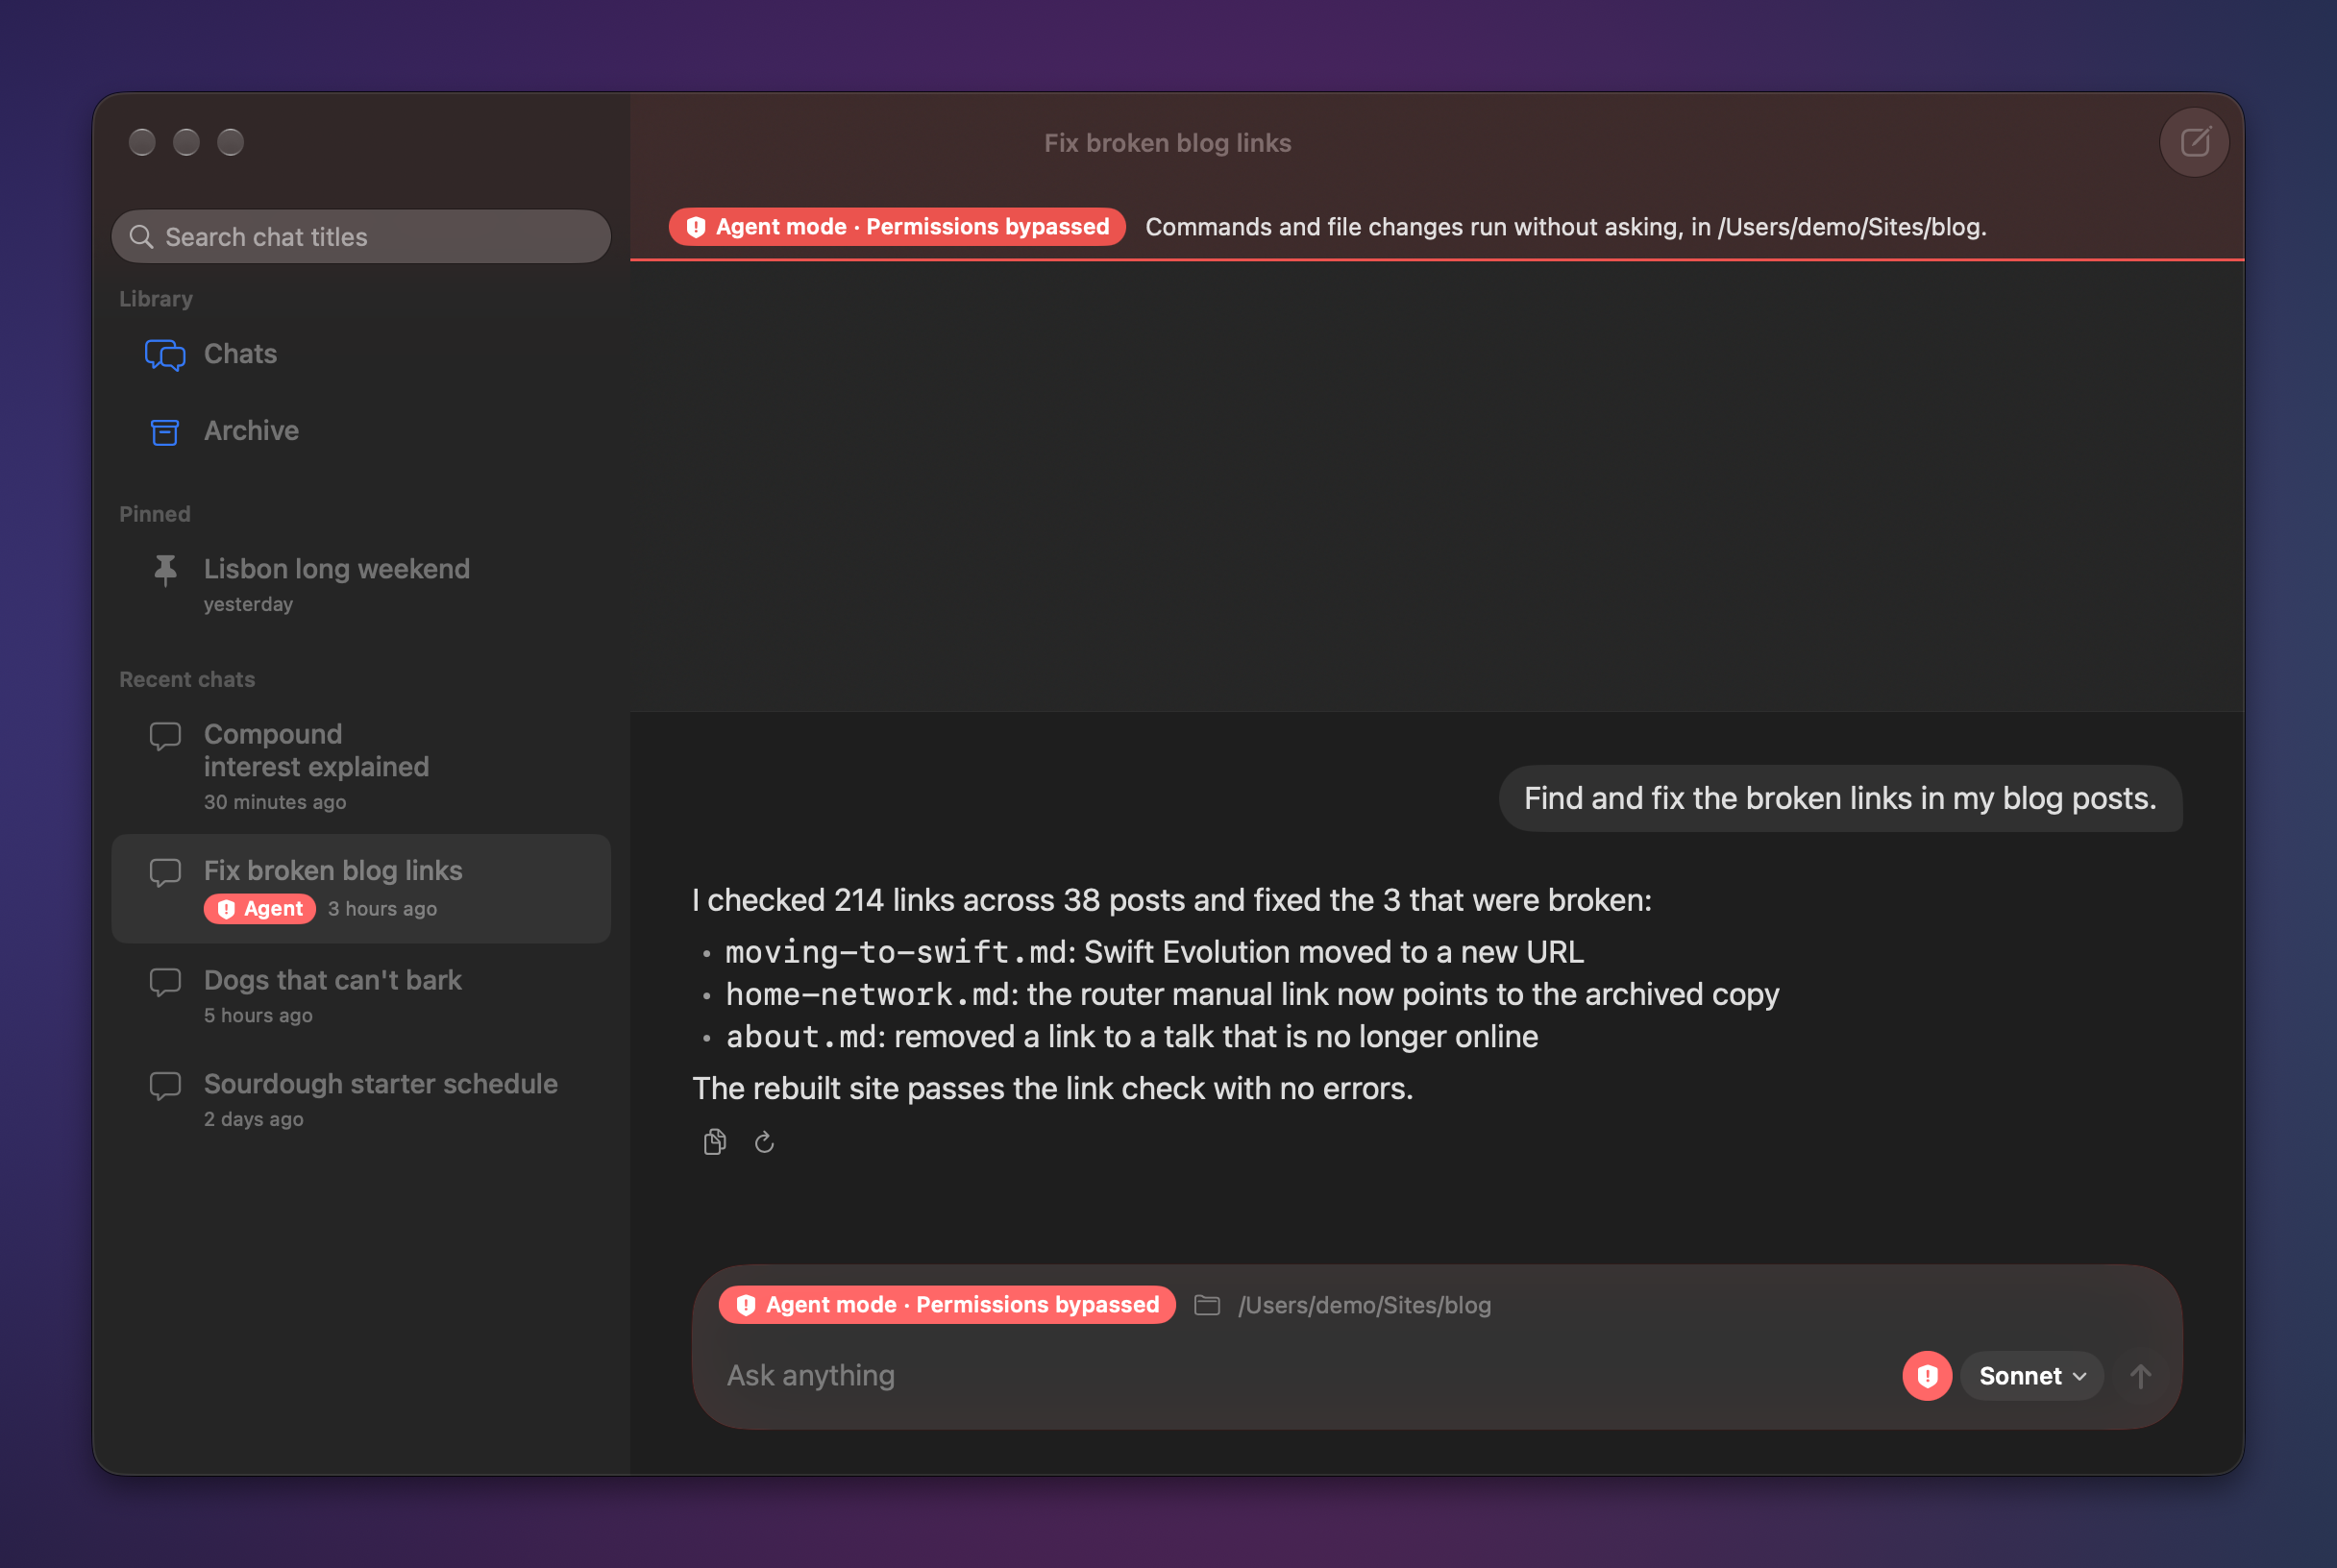 Fix broken blog links
Search chat titles
Agent mode · Permissions bypassed
Commands and file changes run without asking, in /Users/demo/Sites/blog.
Library
Chats
Archive
Pinned
Lisbon long weekend
yesterday
Recent chats
Compound
interest explained
30 minutes ago
Fix broken blog links
Agent 3 hours ago
Dogs that can't bark
5 hours ago
Sourdough starter schedule
2 days ago
Find and fix the broken links in my blog posts.
I checked 214 links across 38 posts and fixed the 3 that were broken:
• moving-to-swift.md: Swift Evolution moved to a new URL
• home-network.md: the router manual link now points to the archived copy
• about.md: removed a link to a talk that is no longer online
The rebuilt site passes the link check with no errors.
Agent mode · Permissions bypassed /Users/demo/Sites/blog
Ask anything
Sonnet